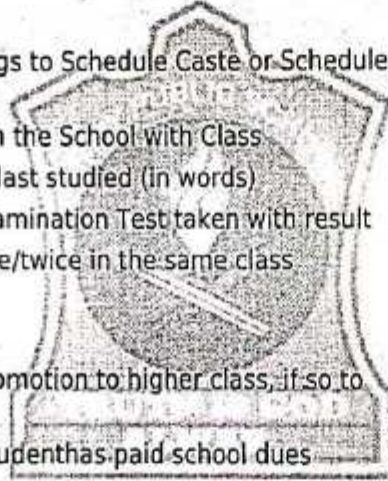 gs to Schedule Caste or Schedule
PUBLIC
the School with Class
last studied (in words)
amination Test taken with result
e/twice in the same class
omotion to higher class, if so to
udenthas paid school dues